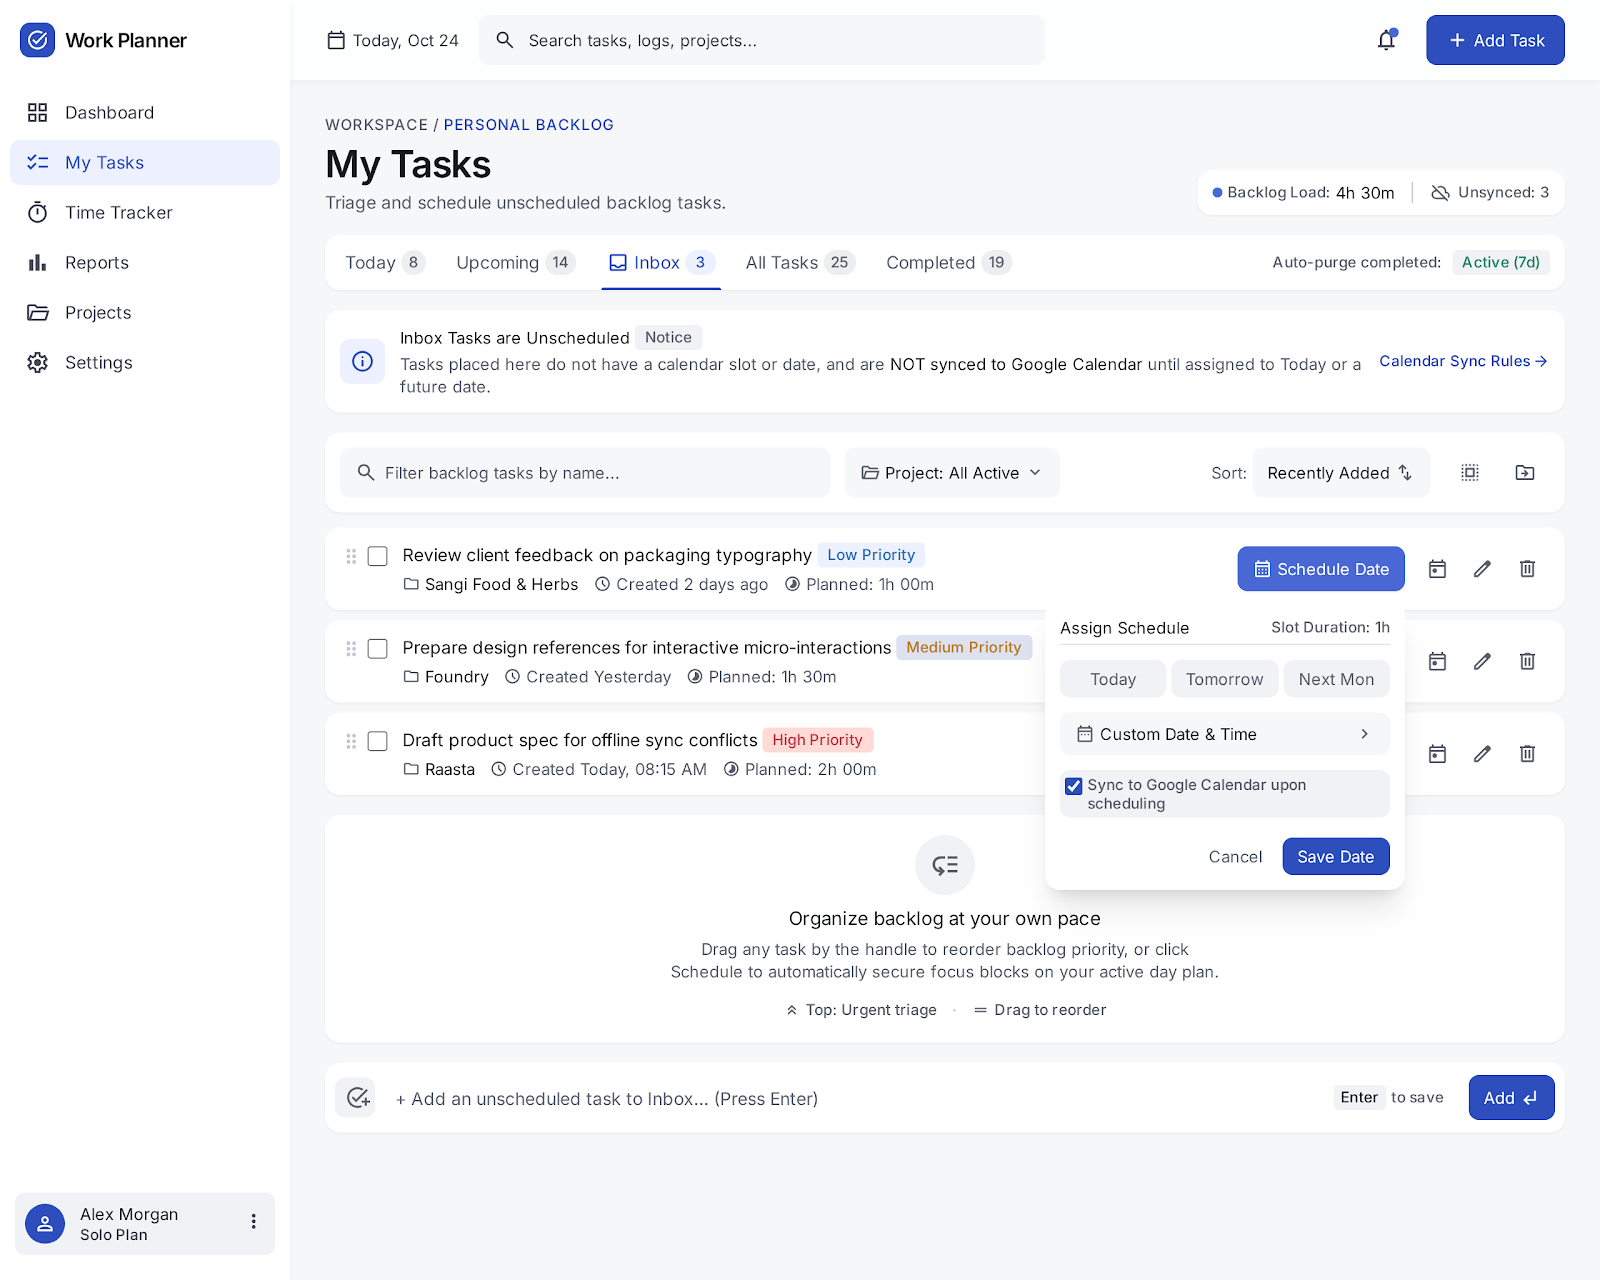 Work Planner
Today, Oct 24
Search tasks, logs, projects...
+ Add Task
Dashboard
My Tasks
Time Tracker
Reports
Projects
Settings
WORKSPACE / PERSONAL BACKLOG
My Tasks
Triage and schedule unscheduled backlog tasks.
Backlog Load: 4h 30m
Unsynced: 3
Today 8
Upcoming 14
Inbox 3
All Tasks 25
Completed 19
Auto-purge completed: Active (7d)
Inbox Tasks are Unscheduled Notice
Tasks placed here do not have a calendar slot or date, and are NOT synced to Google Calendar until assigned to Today or a
future date.
Calendar Sync Rules →
Filter backlog tasks by name...
Project: All Active
Sort: Recently Added
Review client feedback on packaging typography Low Priority
Sangi Food & Herbs Created 2 days ago Planned: 1h 00m
Schedule Date
Prepare design references for interactive micro-interactions Medium Priority
Foundry Created Yesterday Planned: 1h 30m
Draft product spec for offline sync conflicts High Priority
Raasta Created Today, 08:15 AM Planned: 2h 00m
Assign Schedule Slot Duration: 1h
Today Tomorrow Next Mon
Custom Date & Time
Sync to Google Calendar upon
scheduling
Cancel Save Date
Organize backlog at your own pace
Drag any task by the handle to reorder backlog priority, or click
Schedule to automatically secure focus blocks on your active day plan.
Top: Urgent triage · Drag to reorder
+ Add an unscheduled task to Inbox... (Press Enter)
Enter to save
Add
Alex Morgan
Solo Plan